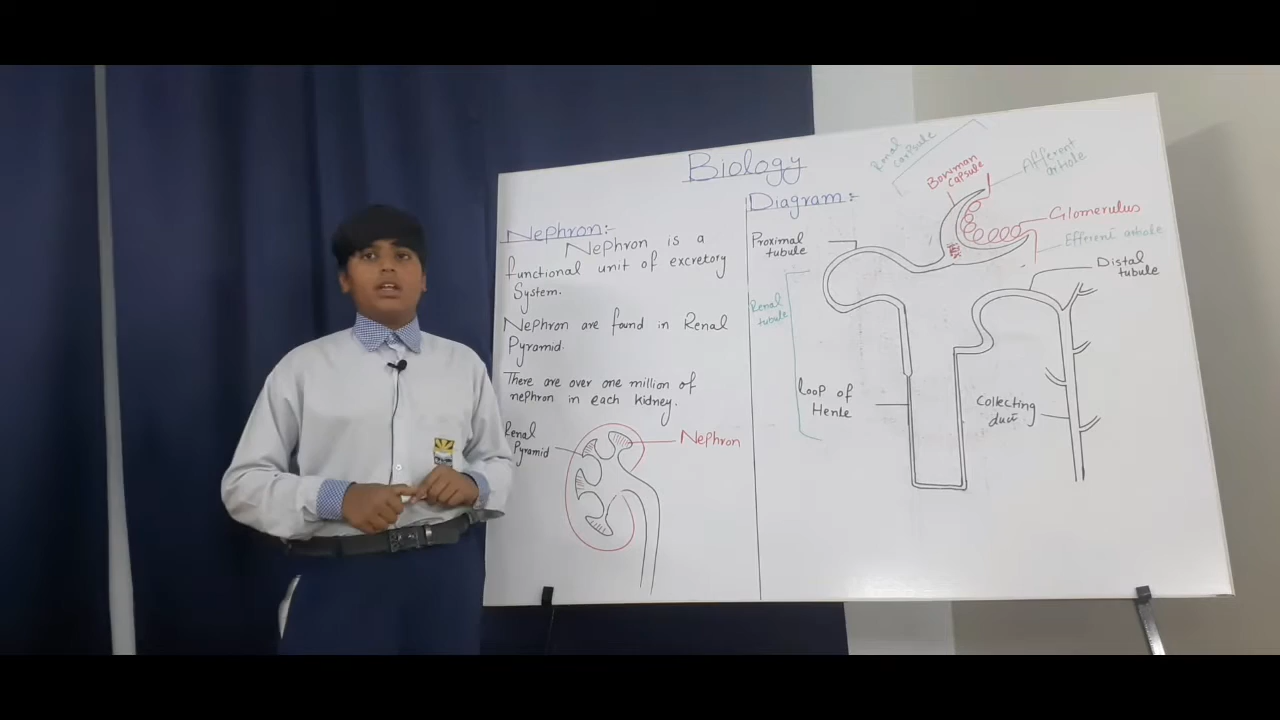 Biology
Nephron:-
Nephron is a
functional unit of excretory
System.
Nephron are found in Renal
Pyramid.
There are over one million of
nephron in each kidney.
Renal
Pyramid
Nephron
Diagram:-
Renal
capsule
Bowman
capsule
Afferent
arhole
Glomerulus
Efferent arhole
Proximal
tubule
Distal
tubule
Renal
tubule
Loop of
Henle
Collecting
duct